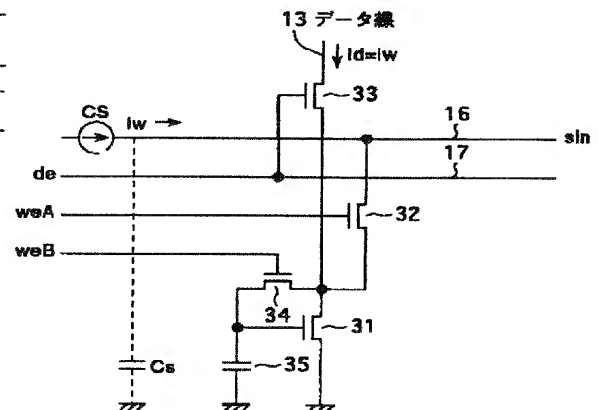 13 データ線
Id=Iw
33
CS
Iw
16
sin
17
de
weA
32
weB
34
31
Cs
35